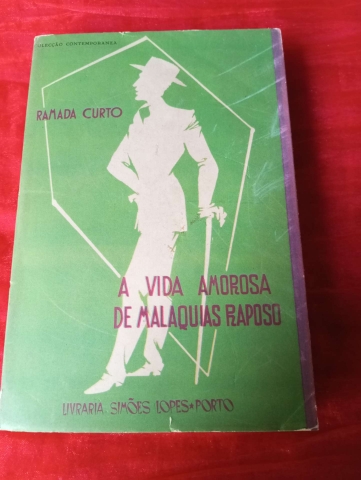 COLECÇÃO CONTEMPORÂNEA
RAMADA CURTO
A VIDA AMOROSA
DE MALAQUIAS RAPOSO
LIVRARIA SIMÕES LOPES • PORTO